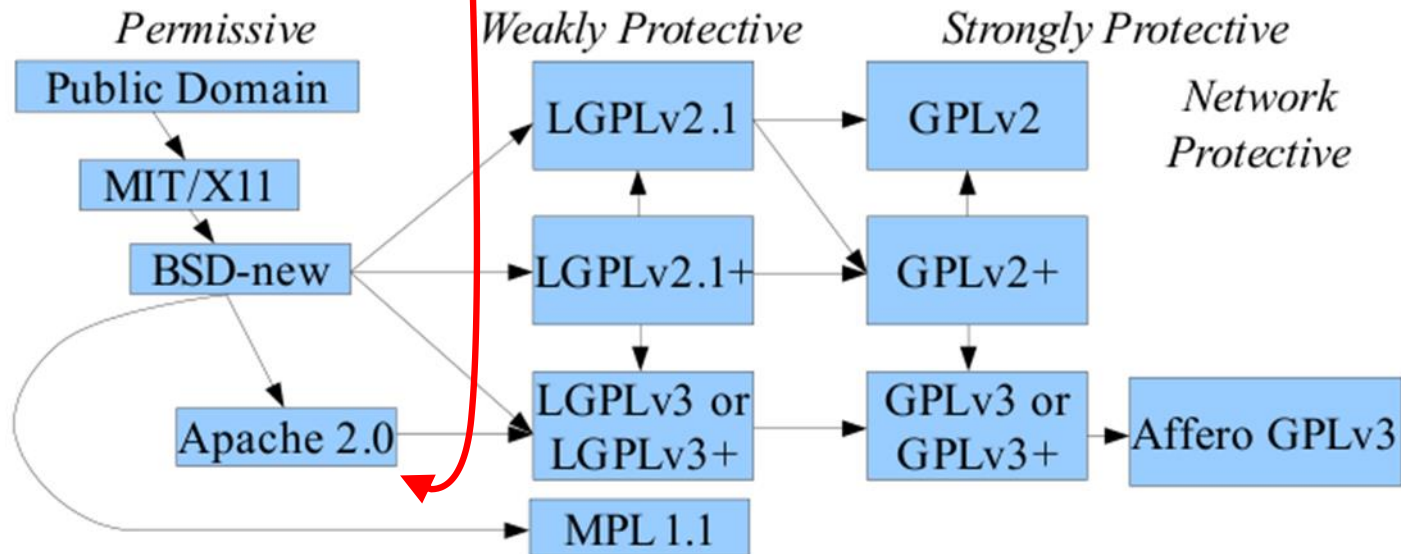 Permissive
Weakly Protective
Strongly Protective
Public Domain
LGPLv2.1
GPLv2
Network
Protective
MIT/X11
BSD-new
LGPLv2.1+
GPLv2+
Apache 2.0
LGPLv3 or
LGPLv3+
GPLv3 or
GPLv3+
Affero GPLv3
MPL 1.1